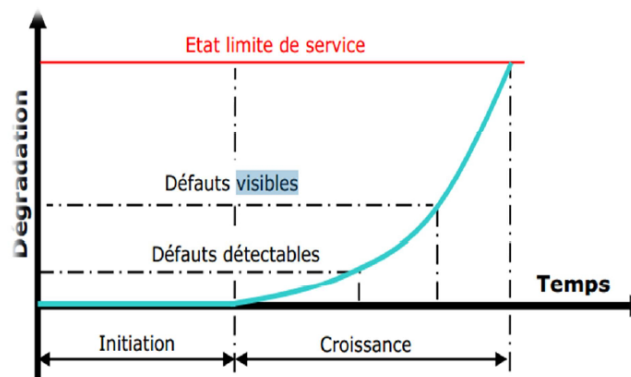 Etat limite de service
Dégradation
Défauts visibles
Défauts détectables
Temps
Initiation
Croissance